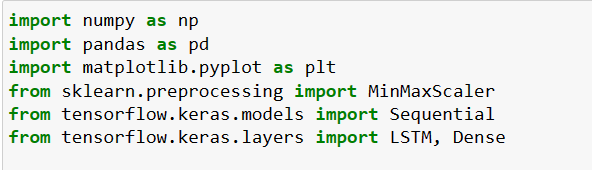 import numpy as np
import pandas as pd
import matplotlib.pyplot as plt
from sklearn.preprocessing import MinMaxScaler
from tensorflow.keras.models import Sequential
from tensorflow.keras.layers import LSTM, Dense